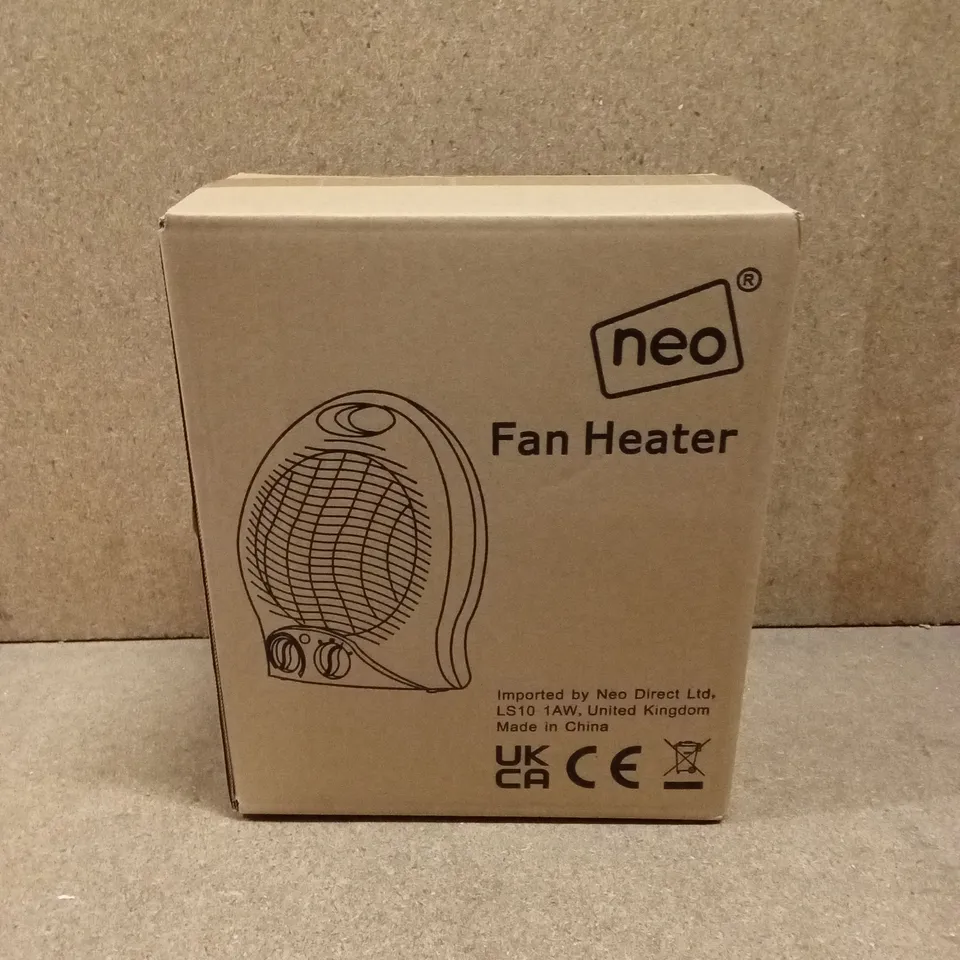 neo®
Fan Heater
Imported by Neo Direct Ltd,
LS10 1AW, United Kingdom
Made in China
UK
CA CE